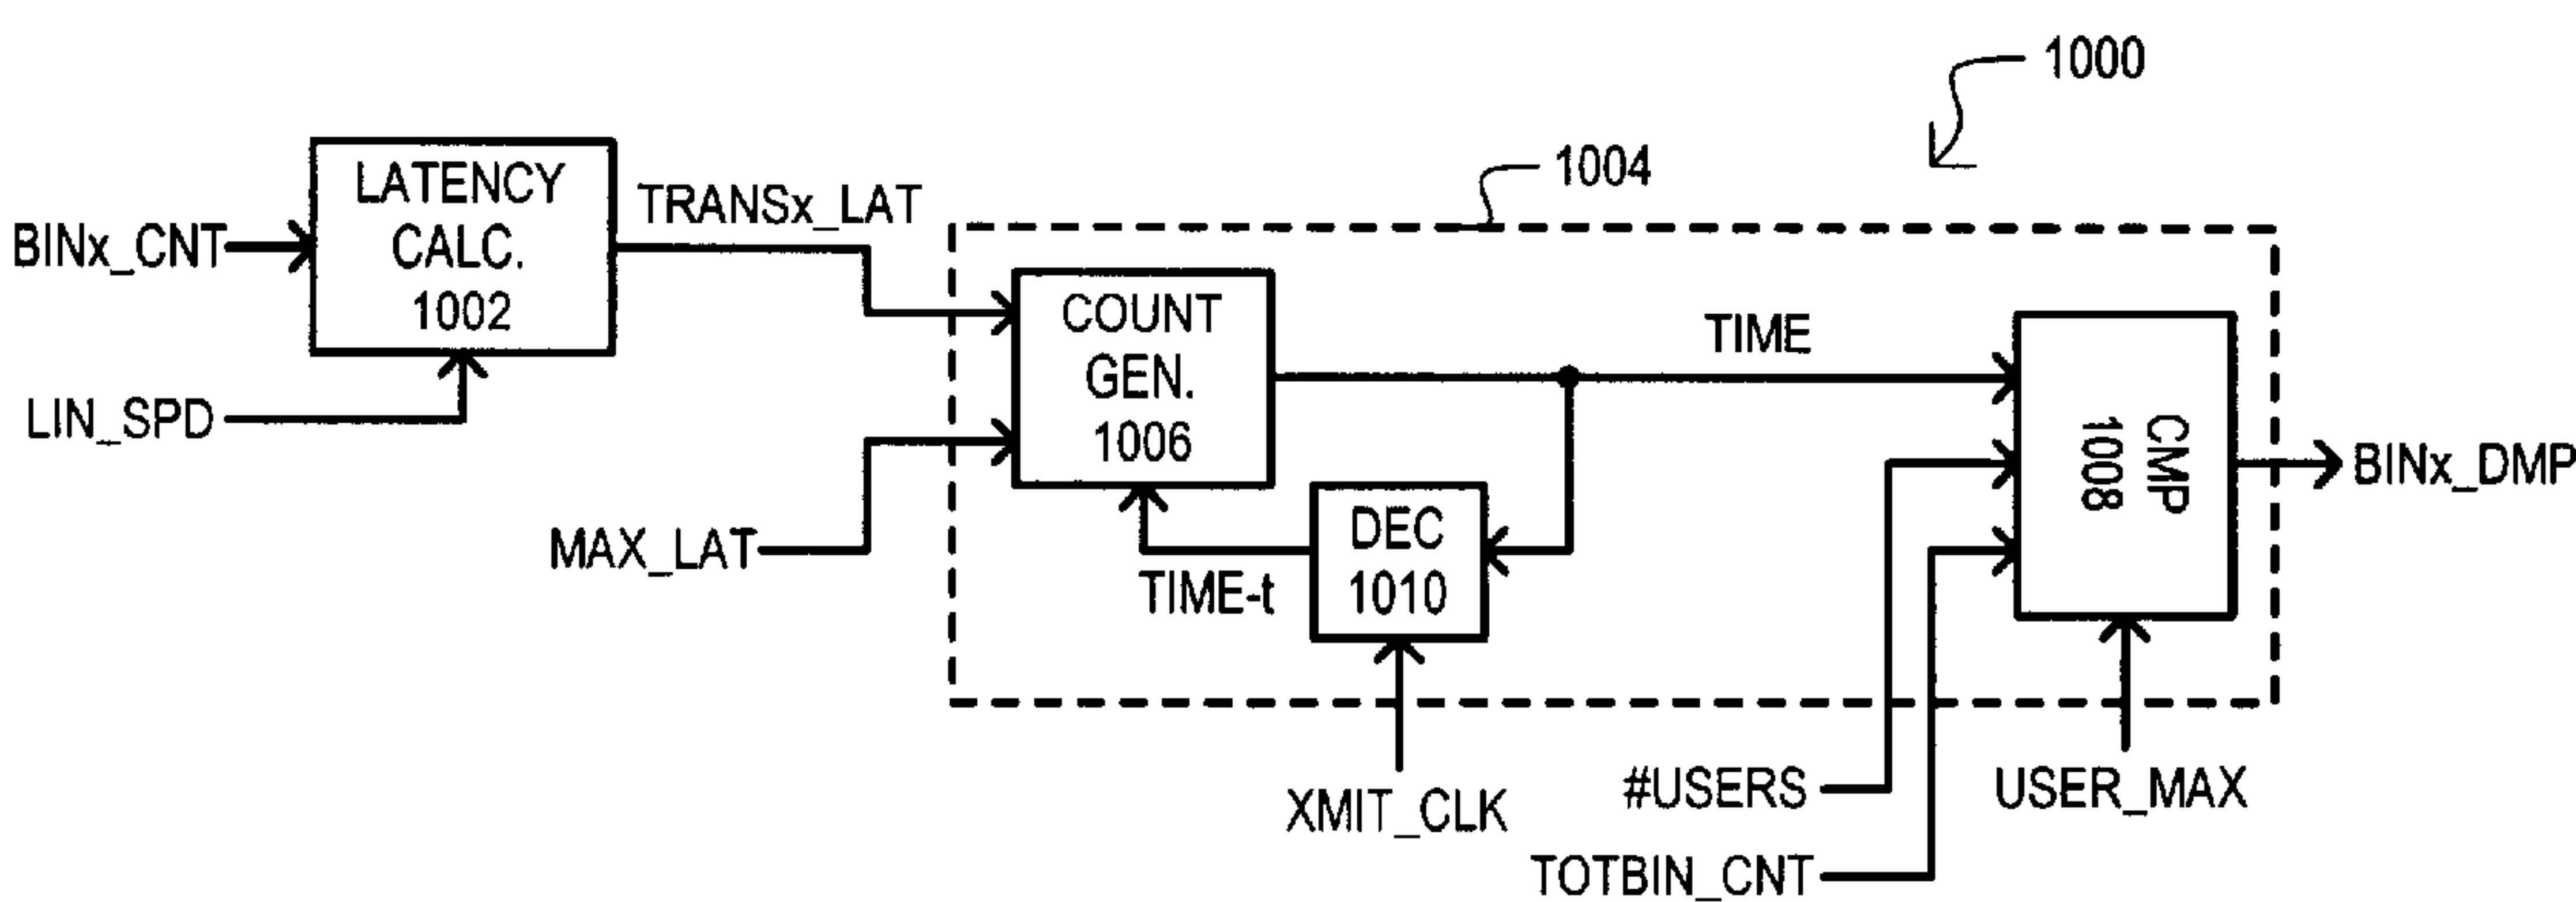 1000
1004
LATENCY
CALC.
1002
TRANSx_LAT
BINx_CNT
LIN_SPD
COUNT
GEN.
1006
TIME
CMP
1008
BINx_DMP
MAX_LAT
DEC
1010
TIME-t
XMIT_CLK
#USERS
USER_MAX
TOTBIN_CNT